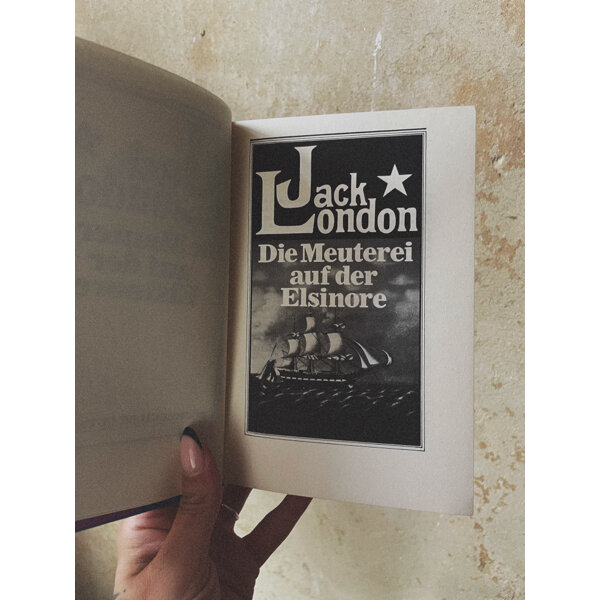 Jack
London
Die Meuterei
auf der
Elsinore